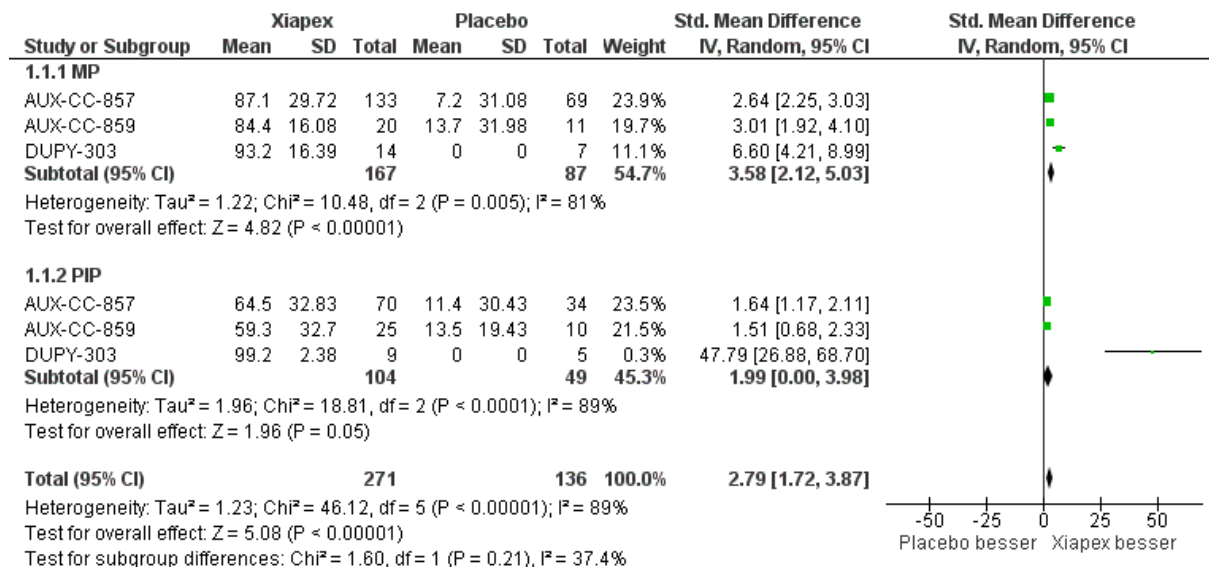 Xiapex Placebo Std. Mean Difference Std. Mean Difference
Study or Subgroup Mean SD Total Mean SD Total Weight IV, Random, 95% CI IV, Random, 95% CI
1.1.1 MP
AUX-CC-857 87.1 29.72 133 7.2 31.08 69 23.9% 2.64 [2.25, 3.03]
AUX-CC-859 84.4 16.08 20 13.7 31.98 11 19.7% 3.01 [1.92, 4.10]
DUPY-303 93.2 16.39 14 0 0 7 11.1% 6.60 [4.21, 8.99]
Subtotal (95% CI) 167 87 54.7% 3.58 [2.12, 5.03]
Heterogeneity: Tau² = 1.22; Chi² = 10.48, df = 2 (P = 0.005); I² = 81%
Test for overall effect: Z = 4.82 (P < 0.00001)
1.1.2 PIP
AUX-CC-857 64.5 32.83 70 11.4 30.43 34 23.5% 1.64 [1.17, 2.11]
AUX-CC-859 59.3 32.7 25 13.5 19.43 10 21.5% 1.51 [0.68, 2.33]
DUPY-303 99.2 2.38 9 0 0 5 0.3% 47.79 [26.88, 68.70]
Subtotal (95% CI) 104 49 45.3% 1.99 [0.00, 3.98]
Heterogeneity: Tau² = 1.96; Chi² = 18.81, df = 2 (P < 0.0001); I² = 89%
Test for overall effect: Z = 1.96 (P = 0.05)
Total (95% CI) 271 136 100.0% 2.79 [1.72, 3.87]
Heterogeneity: Tau² = 1.23; Chi² = 46.12, df = 5 (P < 0.00001); I² = 89%
Test for overall effect: Z = 5.08 (P < 0.00001)
Test for subgroup differences: Chi² = 1.60, df = 1 (P = 0.21), I² = 37.4%
-50 -25 0 25 50
Placebo besser Xiapex besser